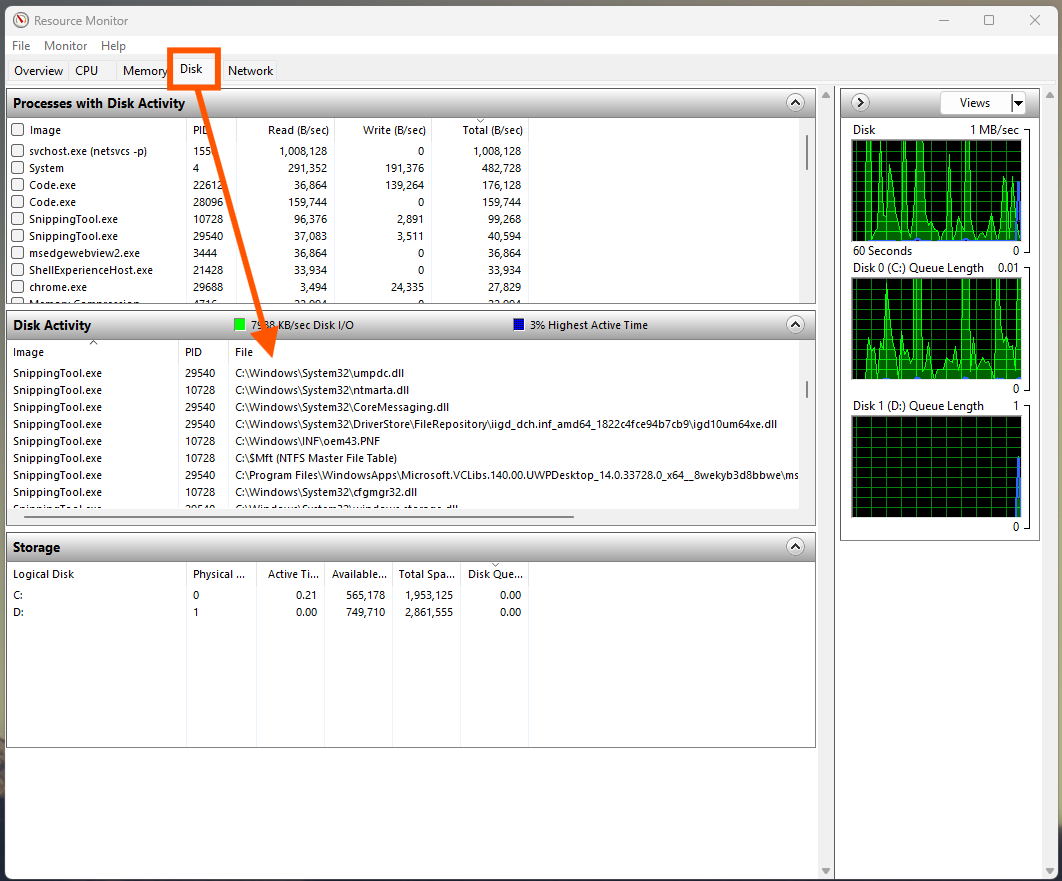 Resource Monitor
File Monitor Help
Overview CPU Memory Disk Network
Processes with Disk Activity
Image PID Read (B/sec) Write (B/sec) Total (B/sec)
svchost.exe (netsvcs -p) 1,008,128 0 1,008,128
System 4 291,352 191,376 482,728
Code.exe 22612 36,864 139,264 176,128
Code.exe 28096 159,744 0 159,744
SnippingTool.exe 10728 96,376 2,891 99,268
SnippingTool.exe 29540 37,083 3,511 40,594
msedgewebview2.exe 3444 36,864 0 36,864
ShellExperienceHost.exe 21428 33,934 0 33,934
chrome.exe 29688 3,494 24,335 27,829
Disk Activity KB/sec Disk I/O 3% Highest Active Time
Image PID File
SnippingTool.exe 29540 C:\Windows\System32\umpdc.dll
SnippingTool.exe 10728 C:\Windows\System32\ntmarta.dll
SnippingTool.exe 29540 C:\Windows\System32\CoreMessaging.dll
SnippingTool.exe 29540 C:\Windows\System32\DriverStore\FileRepository\iigd_dch.inf_amd64_1822c4fce94b7cb9\igd10um64xe.dll
SnippingTool.exe 10728 C:\Windows\INF\oem43.PNF
SnippingTool.exe 10728 C:\$Mft (NTFS Master File Table)
SnippingTool.exe 29540 C:\Program Files\WindowsApps\Microsoft.VCLibs.140.00.UWPDesktop_14.0.33728.0_x64__8wekyb3d8bbwe\ms
SnippingTool.exe 10728 C:\Windows\System32\cfgmgr32.dll
Storage
Logical Disk Physical ... Active Ti... Available... Total Spa... Disk Que...
C: 0 0.21 565,178 1,953,125 0.00
D: 1 0.00 749,710 2,861,555 0.00
Views
Disk 1 MB/sec
60 Seconds 0
Disk 0 (C:) Queue Length 0.01
0
Disk 1 (D:) Queue Length 1
0